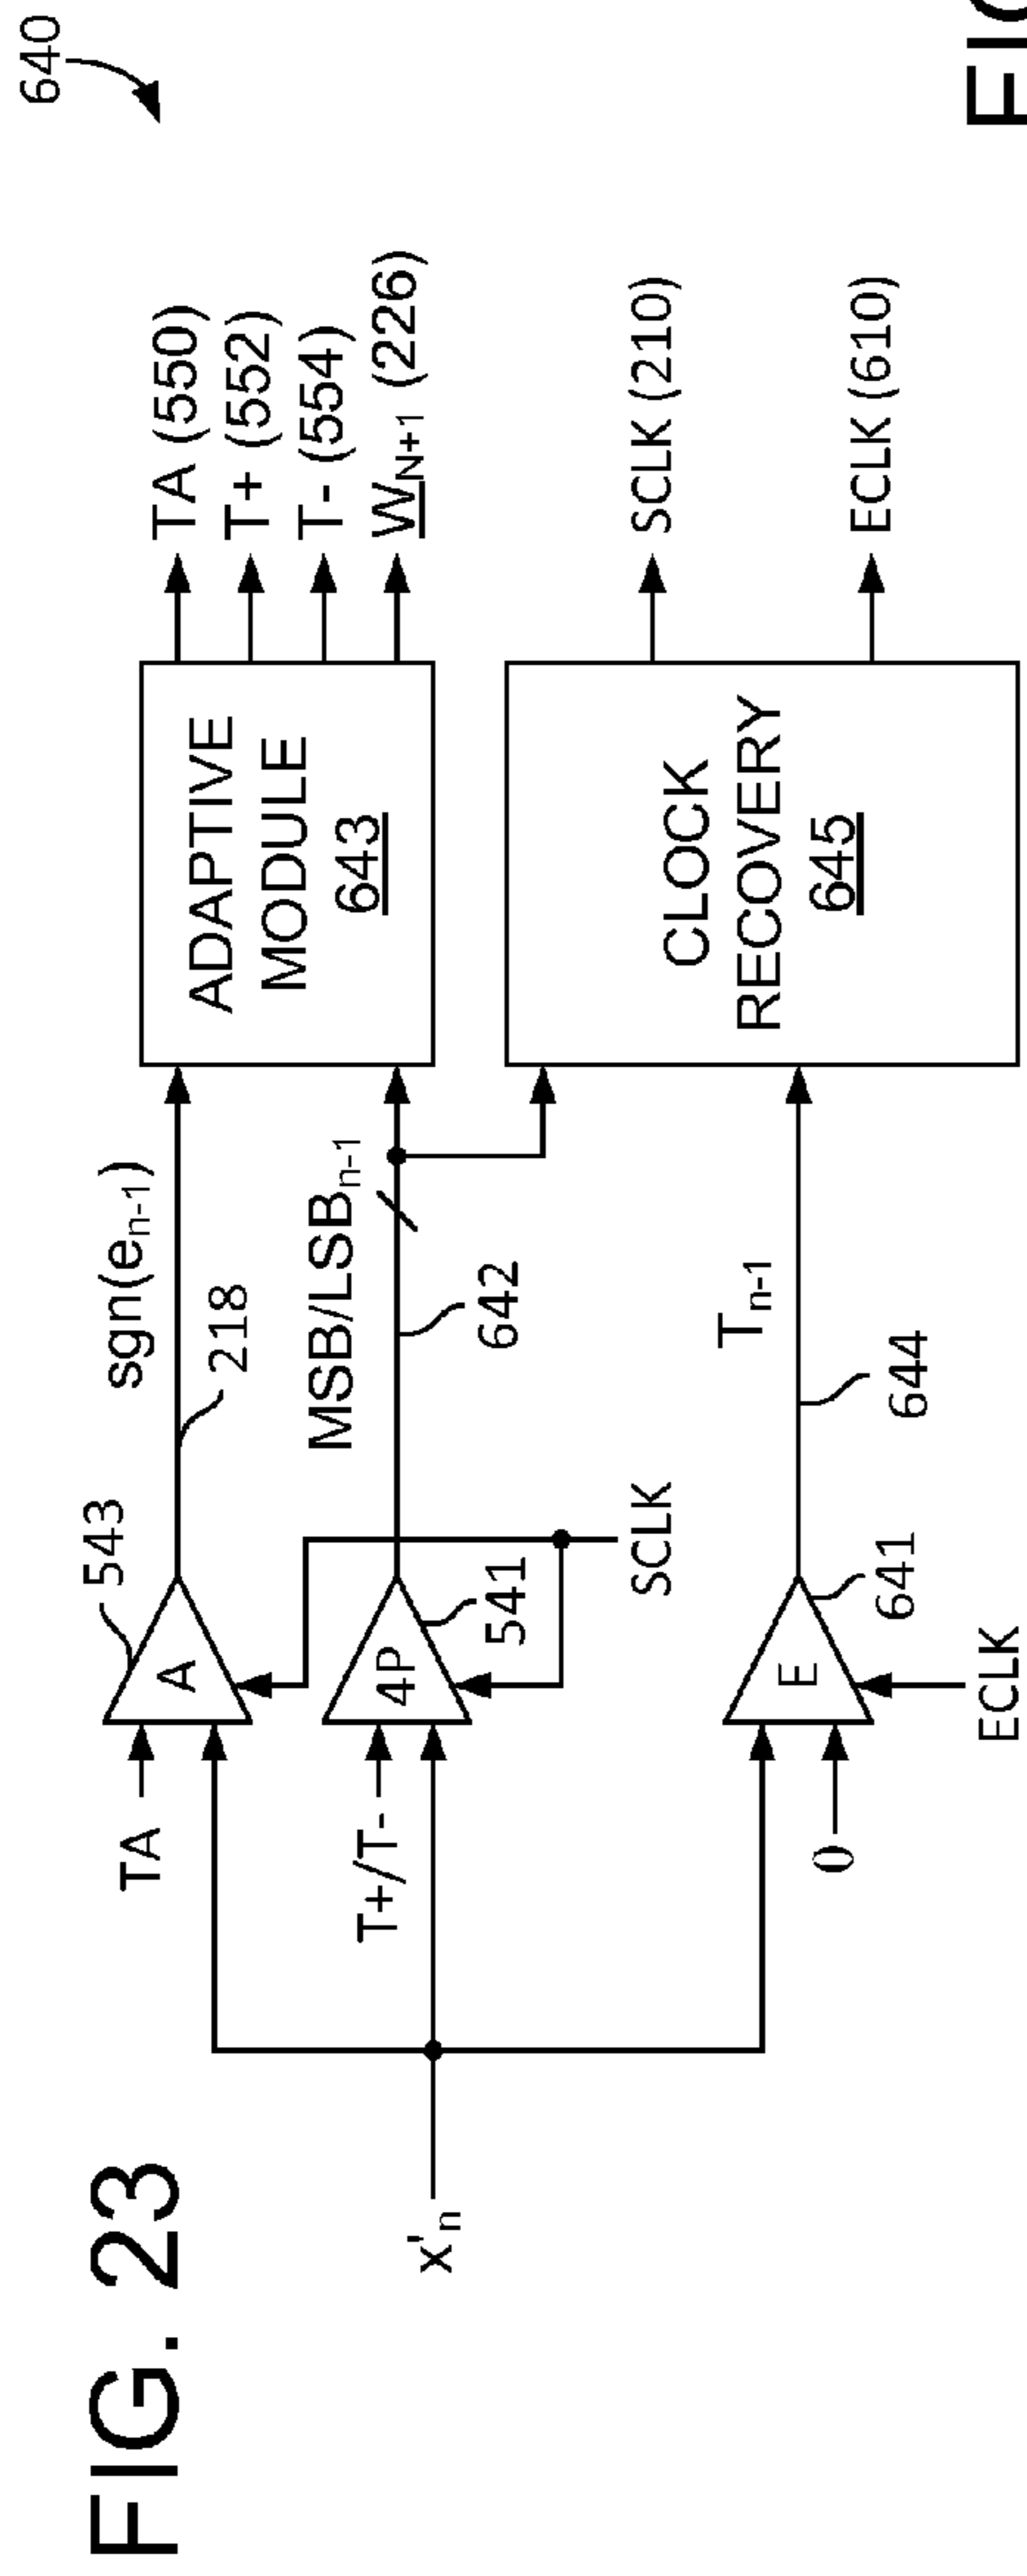 FIG. 23
640
x'n
TA
T+/T-
0
A
543
4P
541
E
641
SCLK
ECLK
sgn(en-1)
218
MSB/LSBn-1
642
Tn-1
644
ADAPTIVE
MODULE
643
CLOCK
RECOVERY
645
TA (550)
T+ (552)
T- (554)
WN+1 (226)
SCLK (210)
ECLK (610)